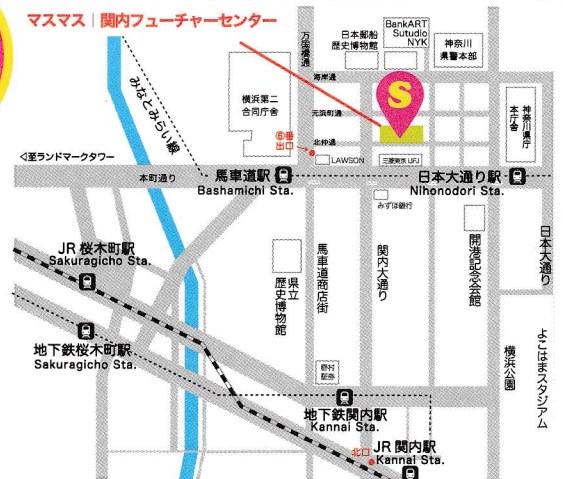 マスマス｜関内フューチャーセンター
万国橋通
日本郵船
歴史博物館
BankART
Sutudio
NYK
神奈川
県警本部
海岸通
みなとみらい線
横浜第二
合同庁舎
元浜町通
S
神奈川県庁
本庁舎
⑥番
出口
北仲通
LAWSON
三菱東京UFJ
◁至ランドマークタワー
本町通り
馬車道駅
Bashamichi Sta.
日本大通り駅
Nihonodori Sta.
みずほ銀行
JR 桜木町駅
Sakuragicho Sta.
県立
歴史博物館
馬車道商店街
関内大通り
開港記念会館
日本大通り
地下鉄桜木町駅
Sakuragicho Sta.
野村
証券
横浜公園
よこはまスタジアム
地下鉄関内駅
Kannai Sta.
北口
JR 関内駅
Kannai Sta.